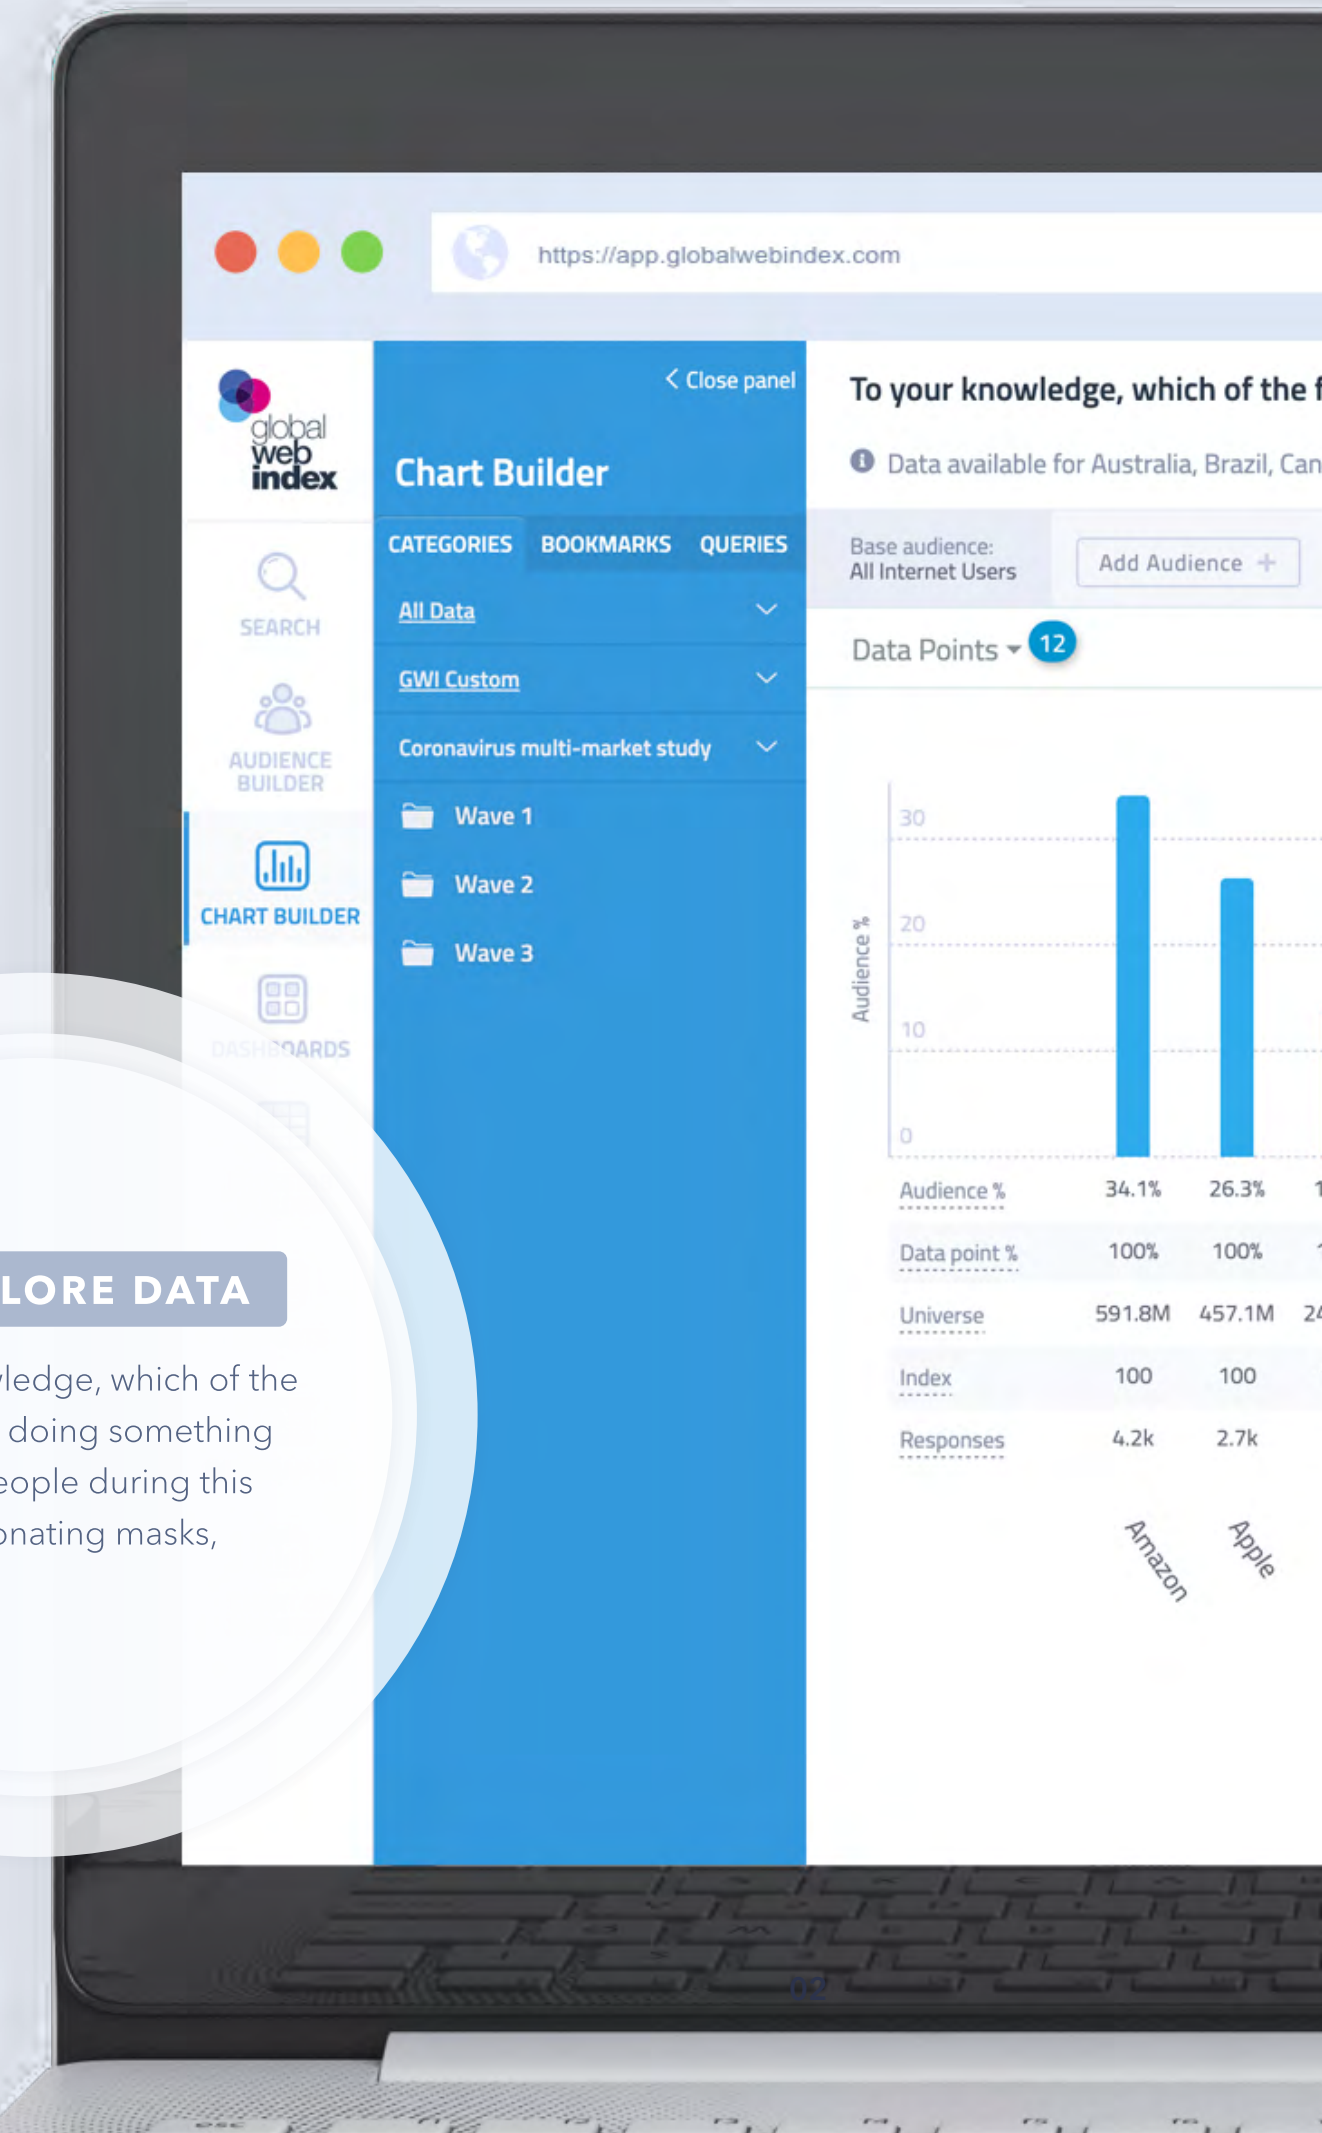 https://app.globalwebindex.com
global
web
index
SEARCH
AUDIENCE
BUILDER
CHART BUILDER
DASHBOARDS
< Close panel
Chart Builder
CATEGORIES BOOKMARKS QUERIES
All Data
GWI Custom
Coronavirus multi-market study
Wave 1
Wave 2
Wave 3
To your knowledge, which of the f
Data available for Australia, Brazil, Can
Base audience:
All Internet Users
Add Audience +
Data Points 12
30
20
10
0
Audience %
Audience % 34.1% 26.3% 1
Data point % 100% 100% 1
Universe 591.8M 457.1M 24
Index 100 100
Responses 4.2k 2.7k
Amazon Apple
LORE DATA
ledge, which of the
doing something
eople during this
onating masks,
02